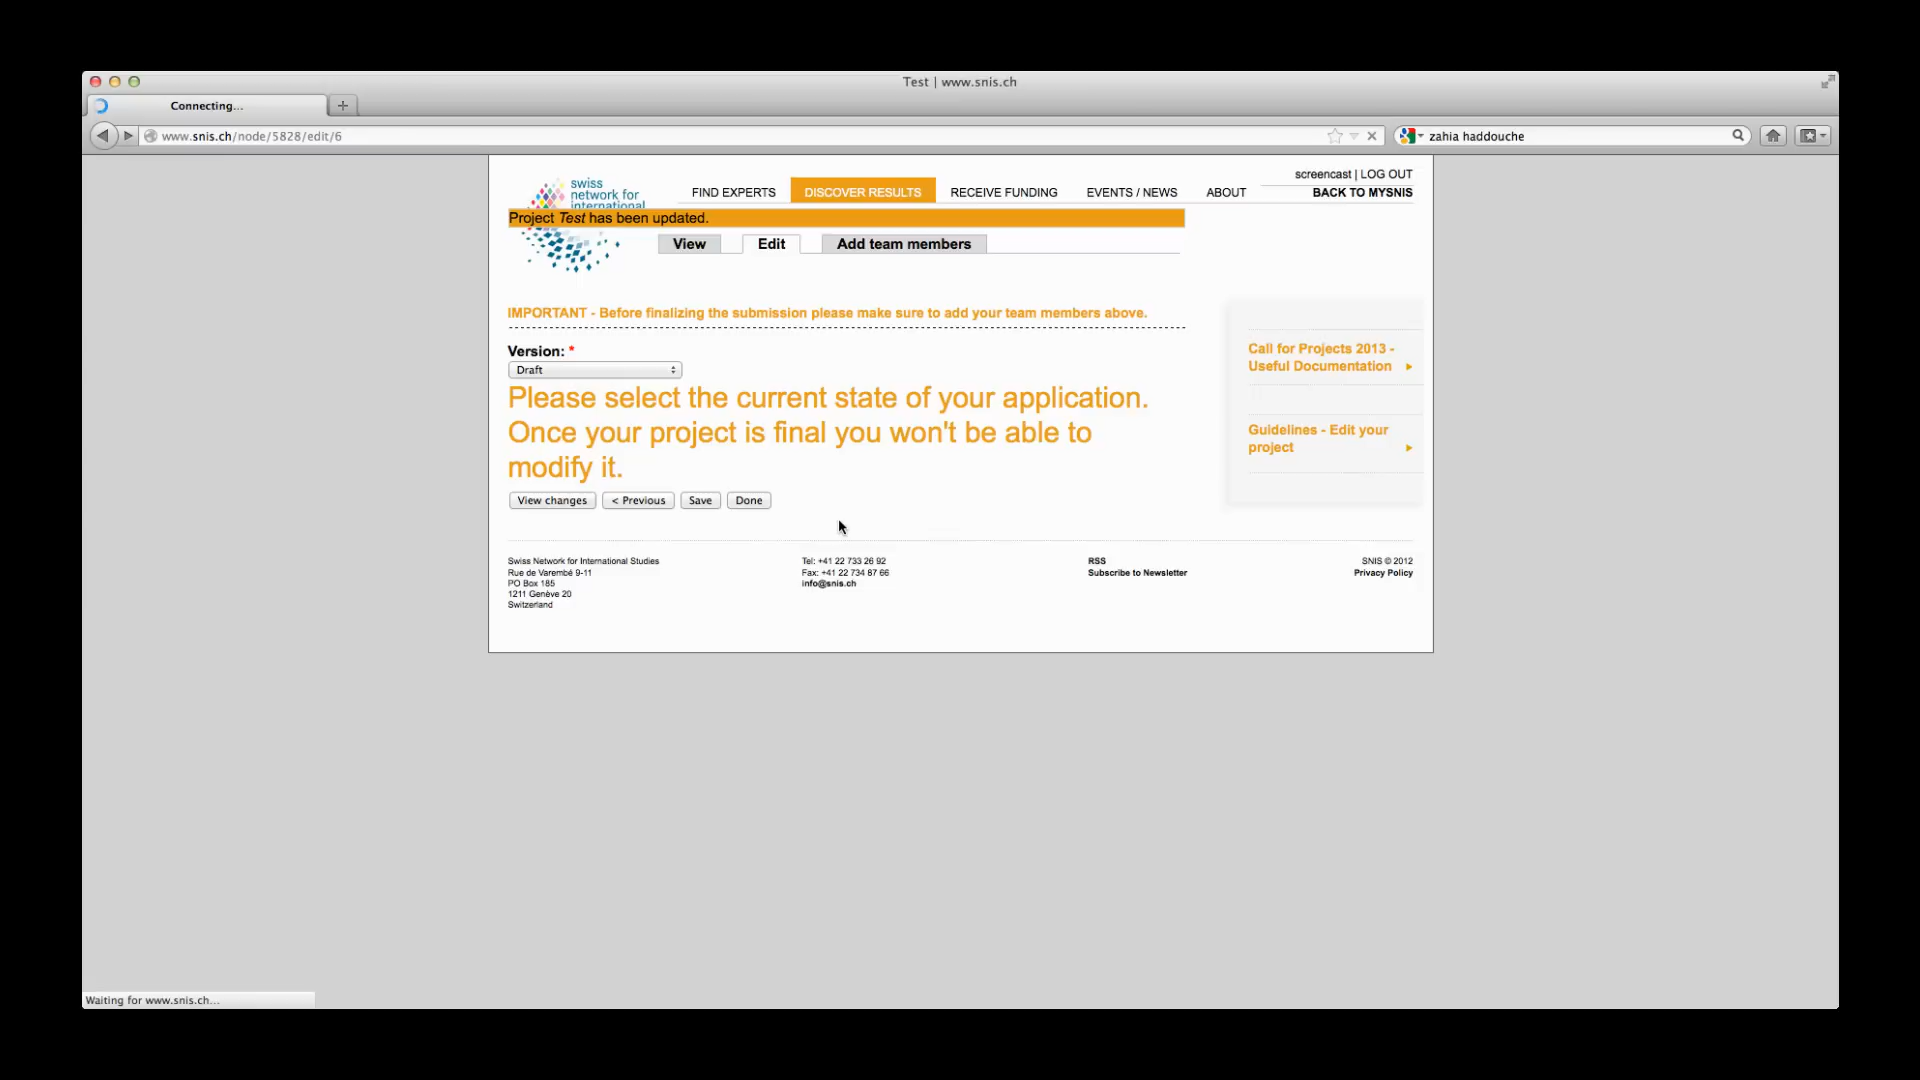 Test | www.snis.ch
Connecting...
www.snis.ch/node/5828/edit/6
zahia haddouche
screencast | LOG OUT
swiss
network for
international
FIND EXPERTS
DISCOVER RESULTS
RECEIVE FUNDING
EVENTS / NEWS
ABOUT
BACK TO MYSNIS
Project Test has been updated.
View
Edit
Add team members
IMPORTANT - Before finalizing the submission please make sure to add your team members above.
Version: *
Draft
Please select the current state of your application.
Once your project is final you won't be able to
modify it.
View changes
< Previous
Save
Done
Call for Projects 2013 -
Useful Documentation
Guidelines - Edit your
project
Swiss Network for International Studies
Rue de Varembé 9-11
PO Box 185
1211 Genève 20
Switzerland
Tel: +41 22 733 26 92
Fax: +41 22 734 87 66
info@snis.ch
RSS
Subscribe to Newsletter
SNIS © 2012
Privacy Policy
Waiting for www.snis.ch...